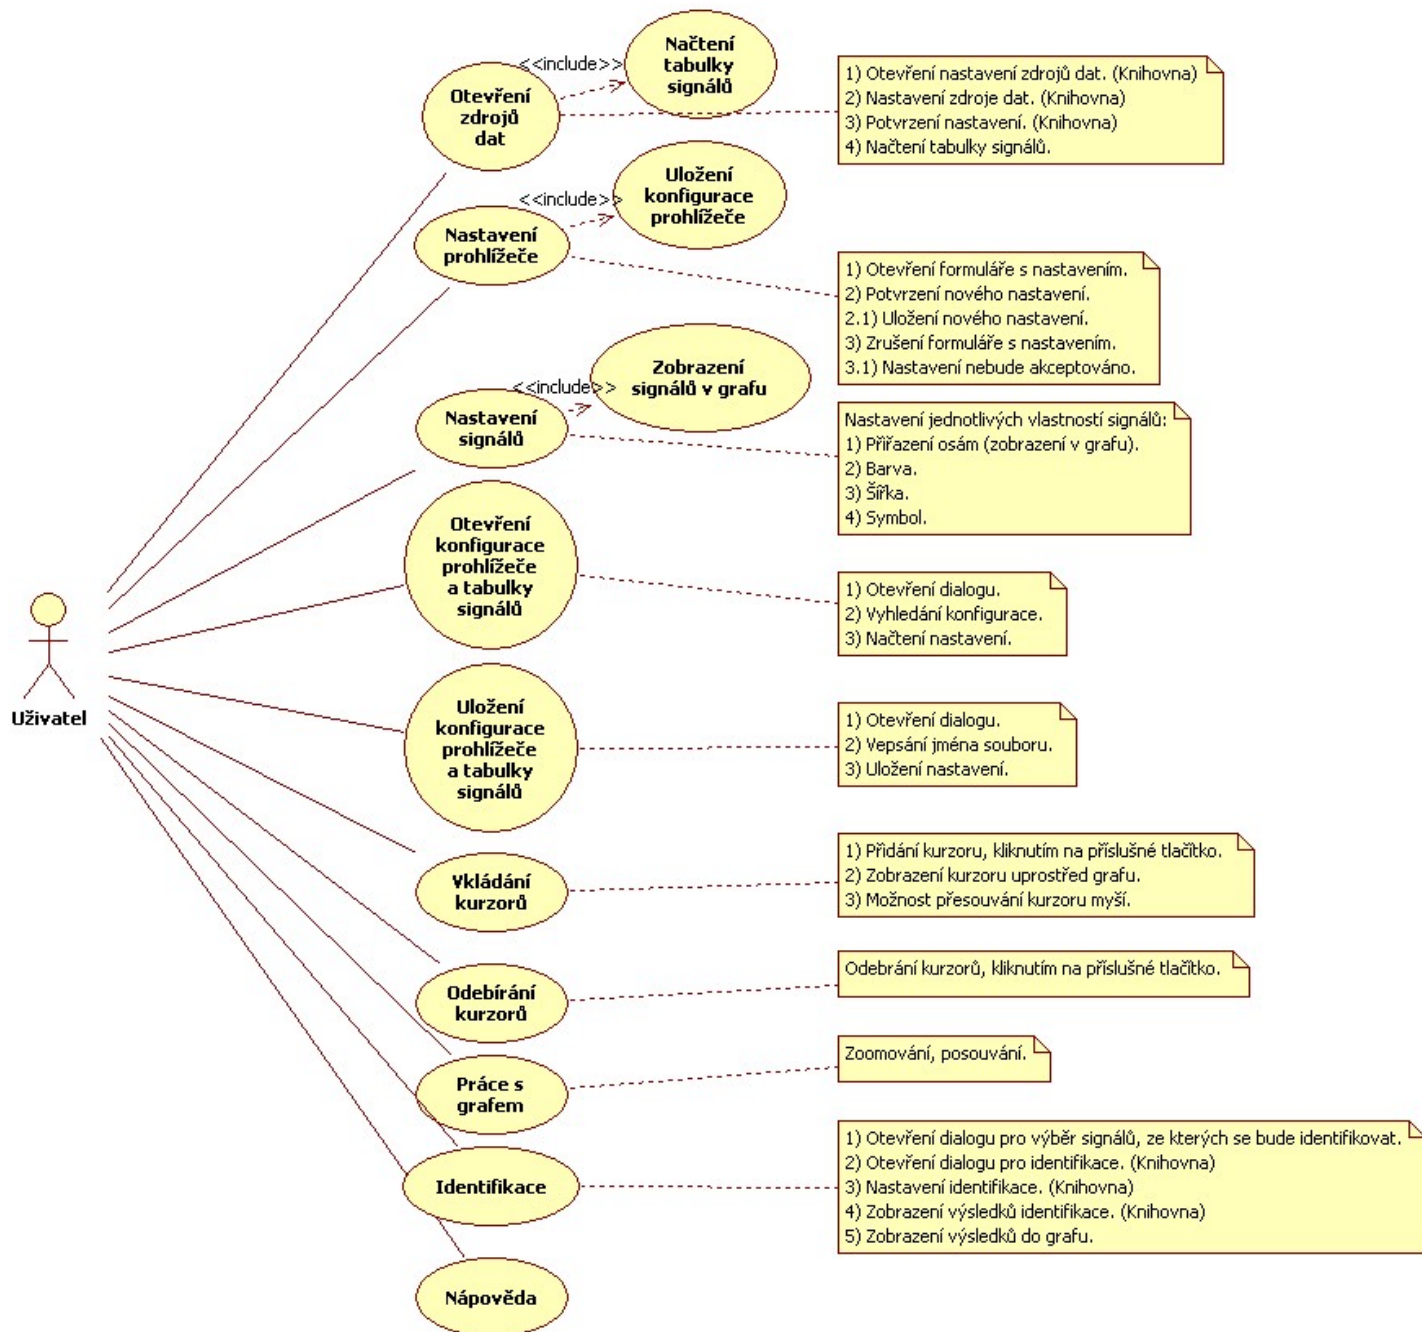 Načtení
tabulky
signálů
<<include>>
Otevření
zdrojů
dat
1) Otevření nastavení zdrojů dat. (Knihovna)
2) Nastavení zdroje dat. (Knihovna)
3) Potvrzení nastavení. (Knihovna)
4) Načtení tabulky signálů.
Uložení
konfigurace
prohlížeče
<<include>>
Nastavení
prohlížeče
1) Otevření formuláře s nastavením.
2) Potvrzení nového nastavení.
2.1) Uložení nového nastavení.
3) Zrušení formuláře s nastavením.
3.1) Nastavení nebude akceptováno.
Zobrazení
signálů v grafu
<<include>>
Nastavení
signálů
Nastavení jednotlivých vlastností signálů:
1) Přiřazení osám (zobrazení v grafu).
2) Barva.
3) Šířka.
4) Symbol.
Otevření
konfigurace
prohlížeče
a tabulky
signálů
1) Otevření dialogu.
2) Vyhledání konfigurace.
3) Načtení nastavení.
Uživatel
Uložení
konfigurace
prohlížeče
a tabulky
signálů
1) Otevření dialogu.
2) Vepsání jména souboru.
3) Uložení nastavení.
Vkládání
kurzorů
1) Přidání kurzoru, kliknutím na příslušné tlačítko.
2) Zobrazení kurzoru uprostřed grafu.
3) Možnost přesouvání kurzoru myší.
Odebírání
kurzorů
Odebrání kurzorů, kliknutím na příslušné tlačítko.
Práce s
grafem
Zoomování, posouvání.
Identifikace
1) Otevření dialogu pro výběr signálů, ze kterých se bude identifikovat.
2) Otevření dialogu pro identifikace. (Knihovna)
3) Nastavení identifikace. (Knihovna)
4) Zobrazení výsledků identifikace. (Knihovna)
5) Zobrazení výsledků do grafu.
Nápověda